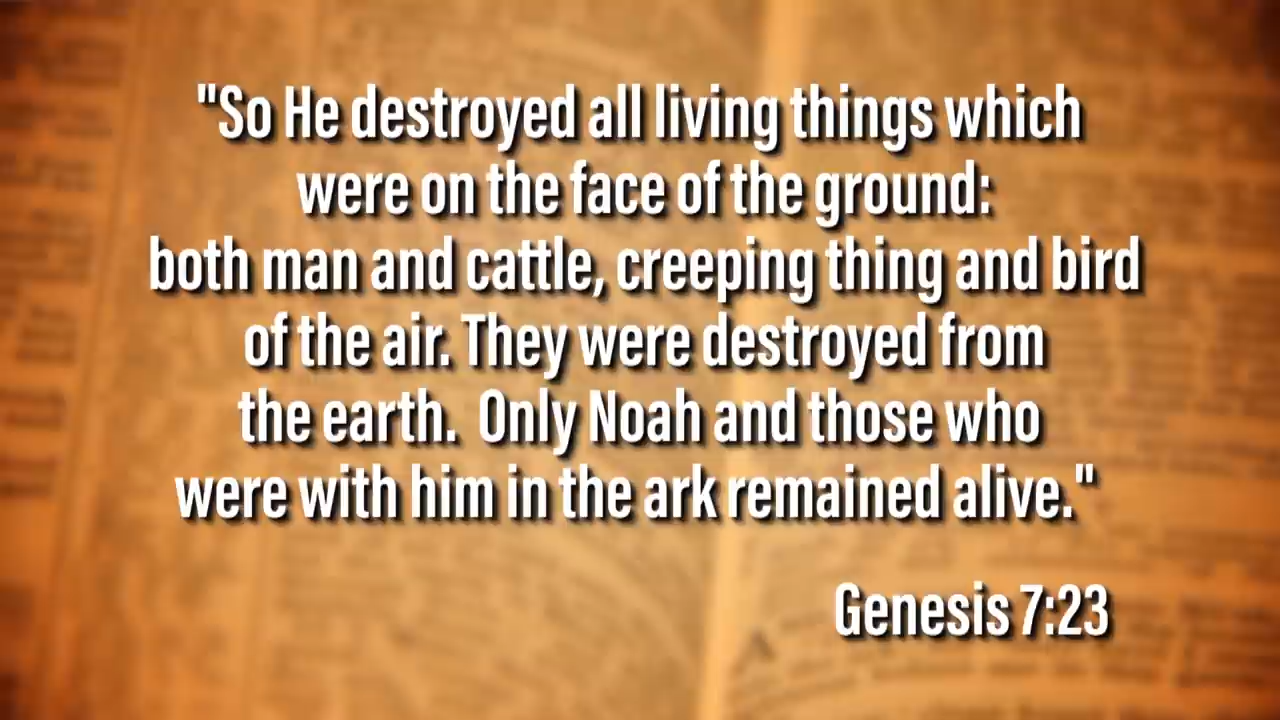 "So He destroyed all living things which
were on the face of the ground:
both man and cattle, creeping thing and bird
of the air. They were destroyed from
the earth.  Only Noah and those who
were with him in the ark remained alive."
Genesis 7:23